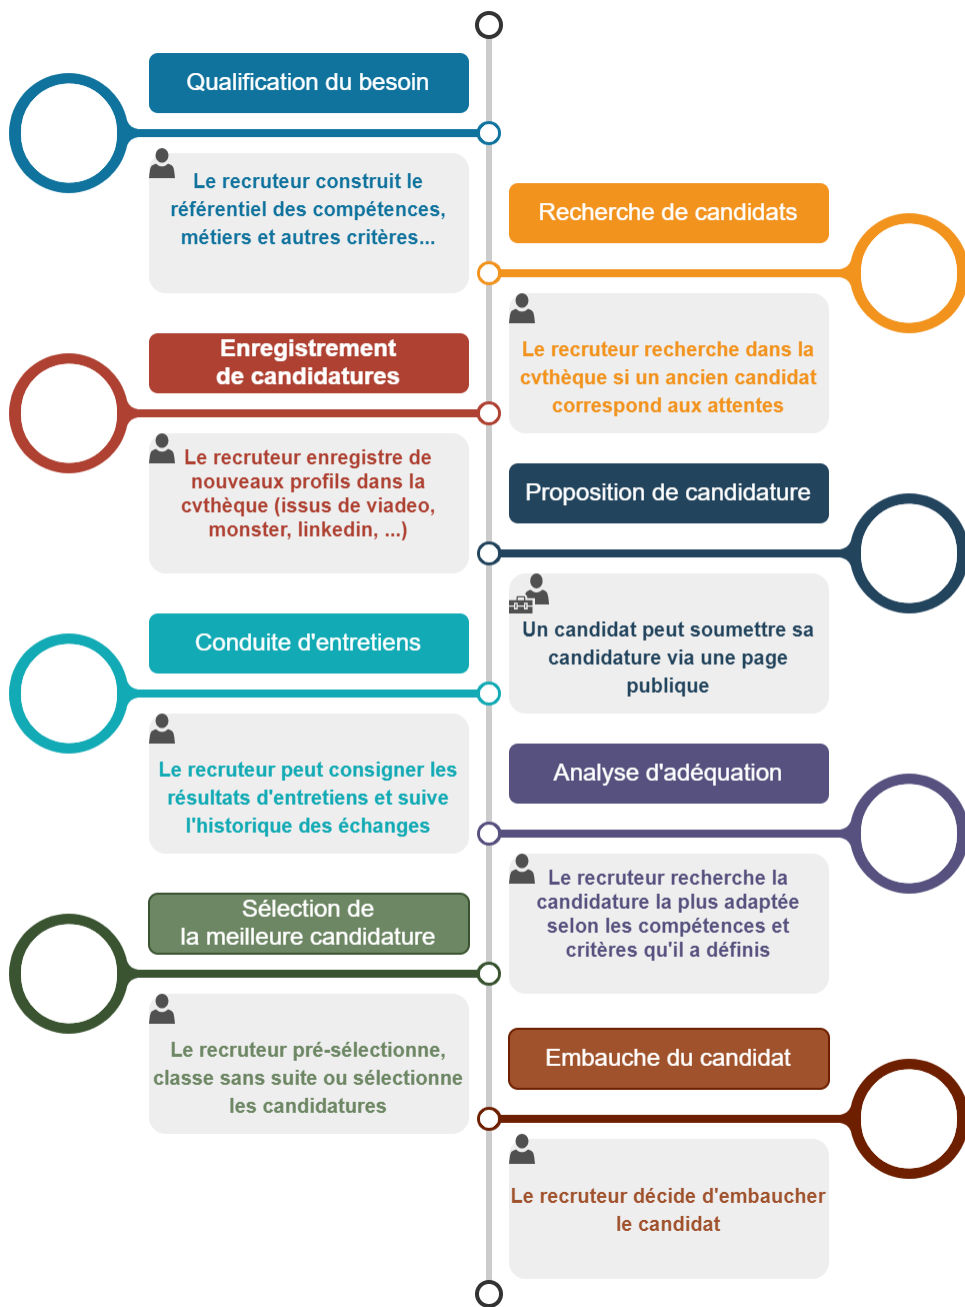 Qualification du besoin
Le recruteur construit le
référentiel des compétences,
métiers et autres critères...
Recherche de candidats
Le recruteur recherche dans la
cvthèque si un ancien candidat
correspond aux attentes
Enregistrement
de candidatures
Le recruteur enregistre de
nouveaux profils dans la
cvthèque (issus de viadeo,
monster, linkedin, ...)
Proposition de candidature
Un candidat peut soumettre sa
candidature via une page
publique
Conduite d'entretiens
Le recruteur peut consigner les
résultats d'entretiens et suive
l'historique des échanges
Analyse d'adéquation
Le recruteur recherche la
candidature la plus adaptée
selon les compétences et
critères qu'il a définis
Sélection de
la meilleure candidature
Le recruteur pré-sélectionne,
classe sans suite ou sélectionne
les candidatures
Embauche du candidat
Le recruteur décide d'embaucher
le candidat